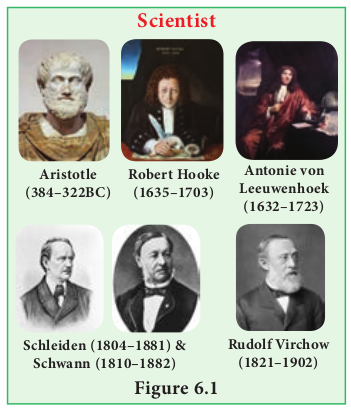 Scientist
Aristotle
(384–322BC)
Robert Hooke
(1635–1703)
Antonie von
Leeuwenhoek
(1632–1723)
Schleiden (1804–1881) &
Schwann (1810–1882)
Rudolf Virchow
(1821–1902)
Figure 6.1